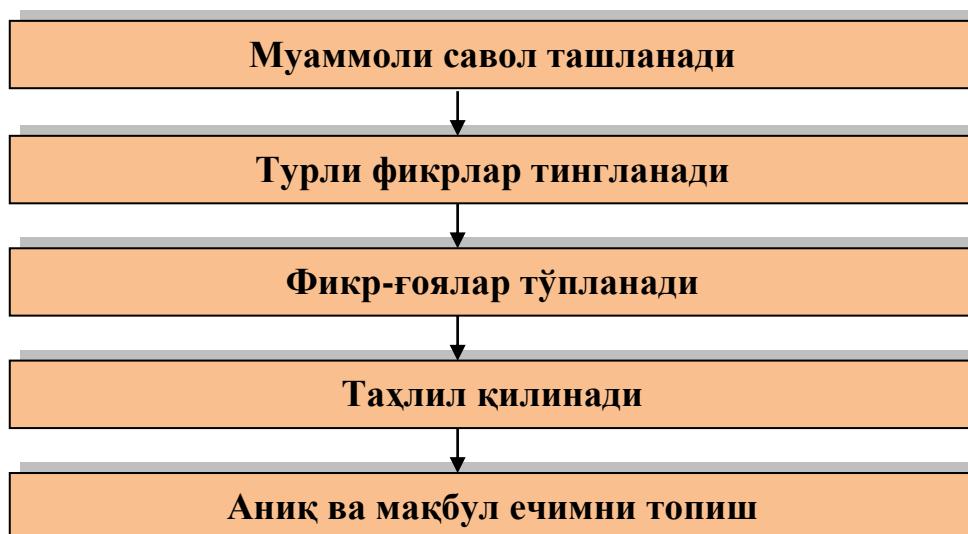 Муаммоли савол ташланади
Турли фикрлар тингланади
Фикр-ғоялар тўпланади
Таҳлил қилинади
Аниқ ва мақбул ечимни топиш